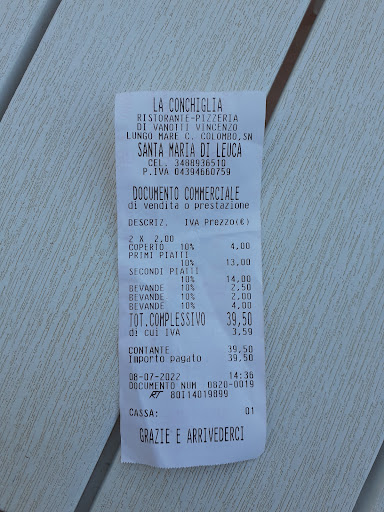 LA CONCHIGLIA
RISTORANTE-PIZZERIA
DI VANOTTI VINCENZO
LUNGO MARE C. COLOMBO,SN
SANTA MARIA DI LEUCA
CEL. 3488936510
P.IVA 04394660759
DOCUMENTO COMMERCIALE
di vendita o prestazione
DESCRIZ. IVA Prezzo(€)
2 X 2,00
COPERTO 10% 4,00
PRIMI PIATTI
10% 13,00
SECONDI PIATTI
10% 14,00
BEVANDE 10% 2,50
BEVANDE 10% 2,00
BEVANDE 10% 4,00
TOT.COMPLESSIVO 39,50
di cui IVA 3,59
CONTANTE 39,50
Importo pagato 39,50
08-07-2022 14:36
DOCUMENTO NUM 0820-0019
RT 80I14019899
CASSA: 01
GRAZIE E ARRIVEDERCI